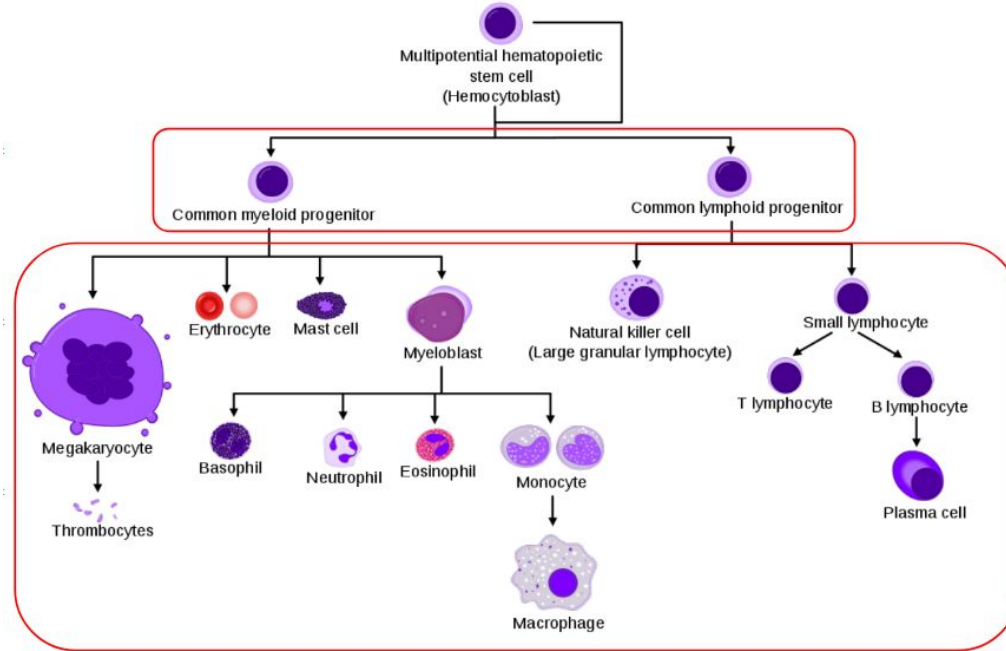 Multipotential hematopoietic
stem cell
(Hemocytoblast)
Common myeloid progenitor
Common lymphoid progenitor
Erythrocyte
Mast cell
Myeloblast
Natural killer cell
(Large granular lymphocyte)
Small lymphocyte
T lymphocyte
B lymphocyte
Megakaryocyte
Basophil
Neutrophil
Eosinophil
Monocyte
Plasma cell
Thrombocytes
Macrophage